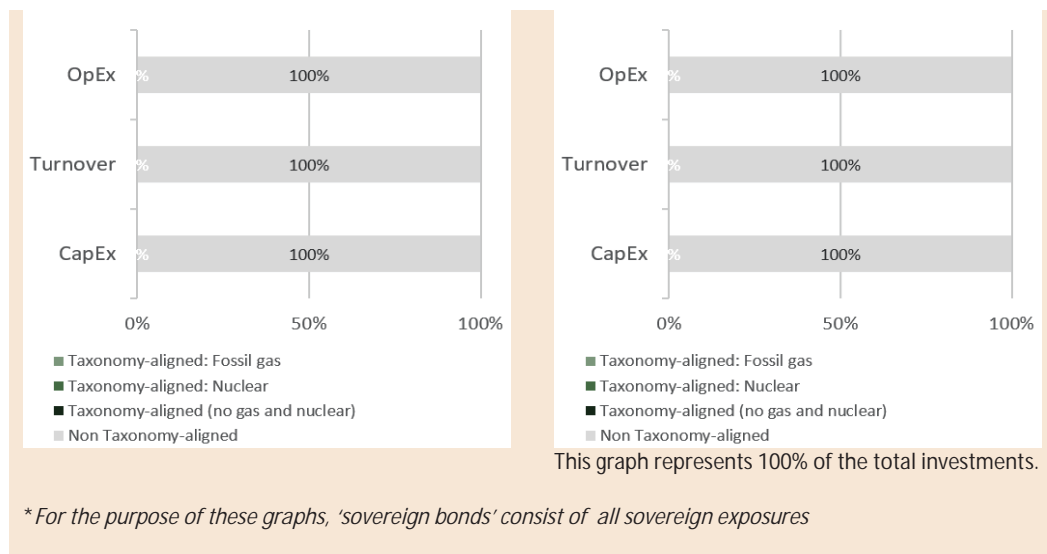 OpEx
%
100%
Turnover
%
100%
CapEx
%
100%
0% 50% 100%
Taxonomy-aligned: Fossil gas
Taxonomy-aligned: Nuclear
Taxonomy-aligned (no gas and nuclear)
Non Taxonomy-aligned
OpEx
%
100%
Turnover
%
100%
CapEx
%
100%
0% 50% 100%
Taxonomy-aligned: Fossil gas
Taxonomy-aligned: Nuclear
Taxonomy-aligned (no gas and nuclear)
Non Taxonomy-aligned
This graph represents 100% of the total investments.
*For the purpose of these graphs, ‘sovereign bonds’ consist of all sovereign exposures